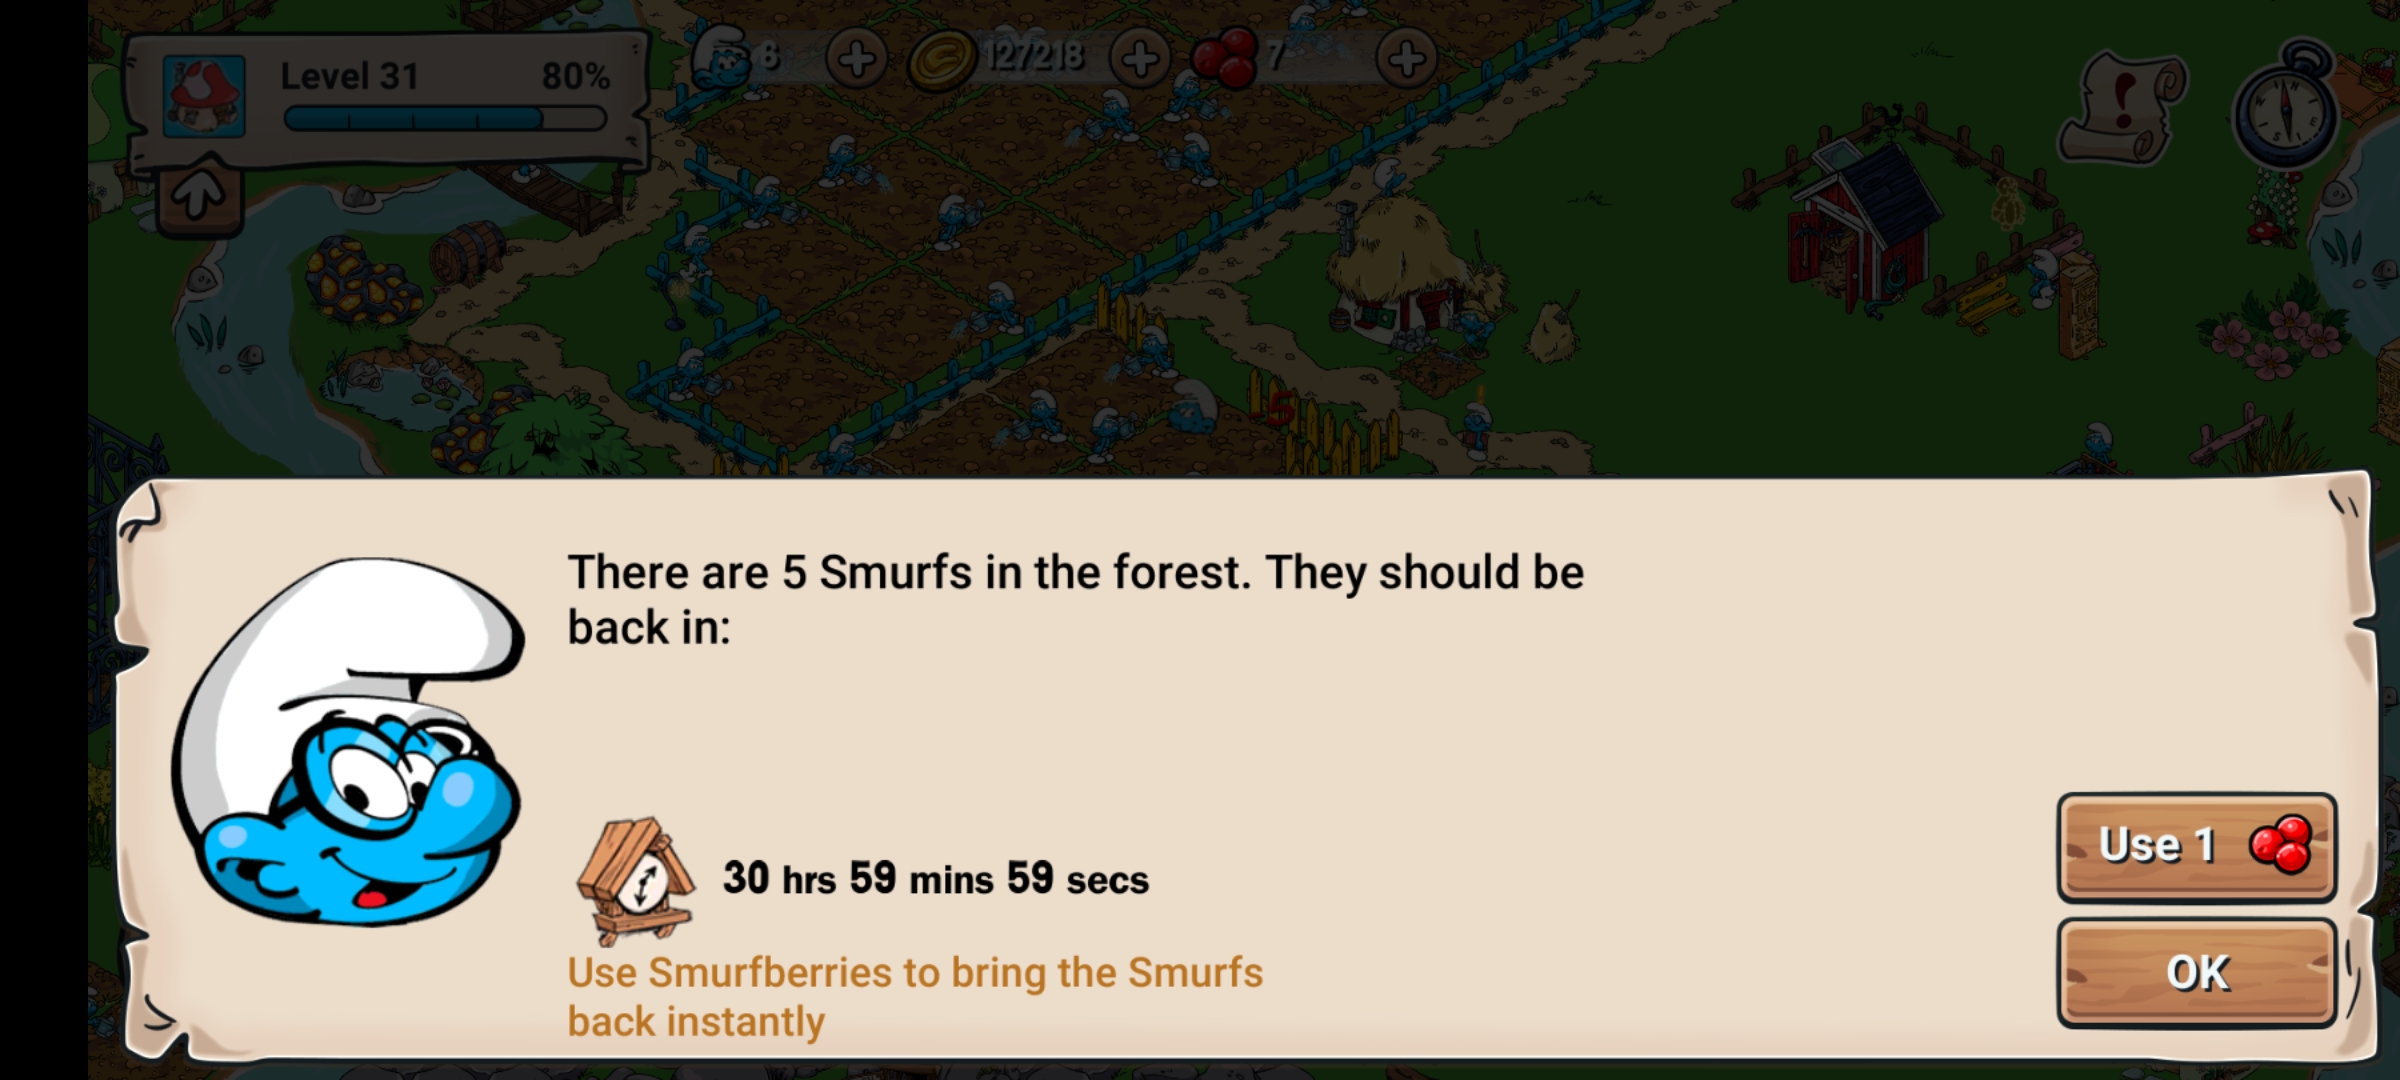 Level 31 80%
6
127218
7
There are 5 Smurfs in the forest. They should be
back in:
30 hrs 59 mins 59 secs
Use Smurfberries to bring the Smurfs
back instantly
Use 1
OK